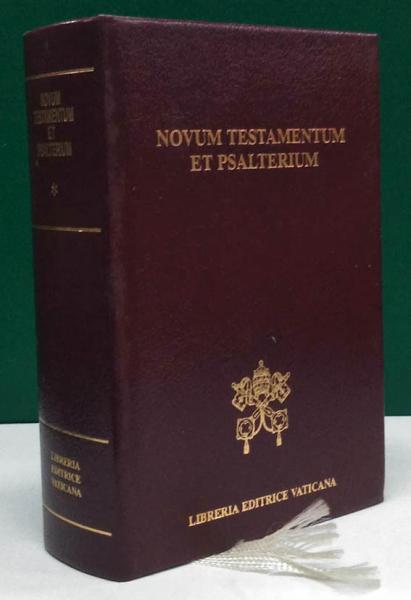 NOVUM
TESTAMENTUM
ET
PSALTERIUM
*
LIBRERIA
EDITRICE
VATICANA
NOVUM TESTAMENTUM
ET PSALTERIUM
LIBRERIA EDITRICE VATICANA